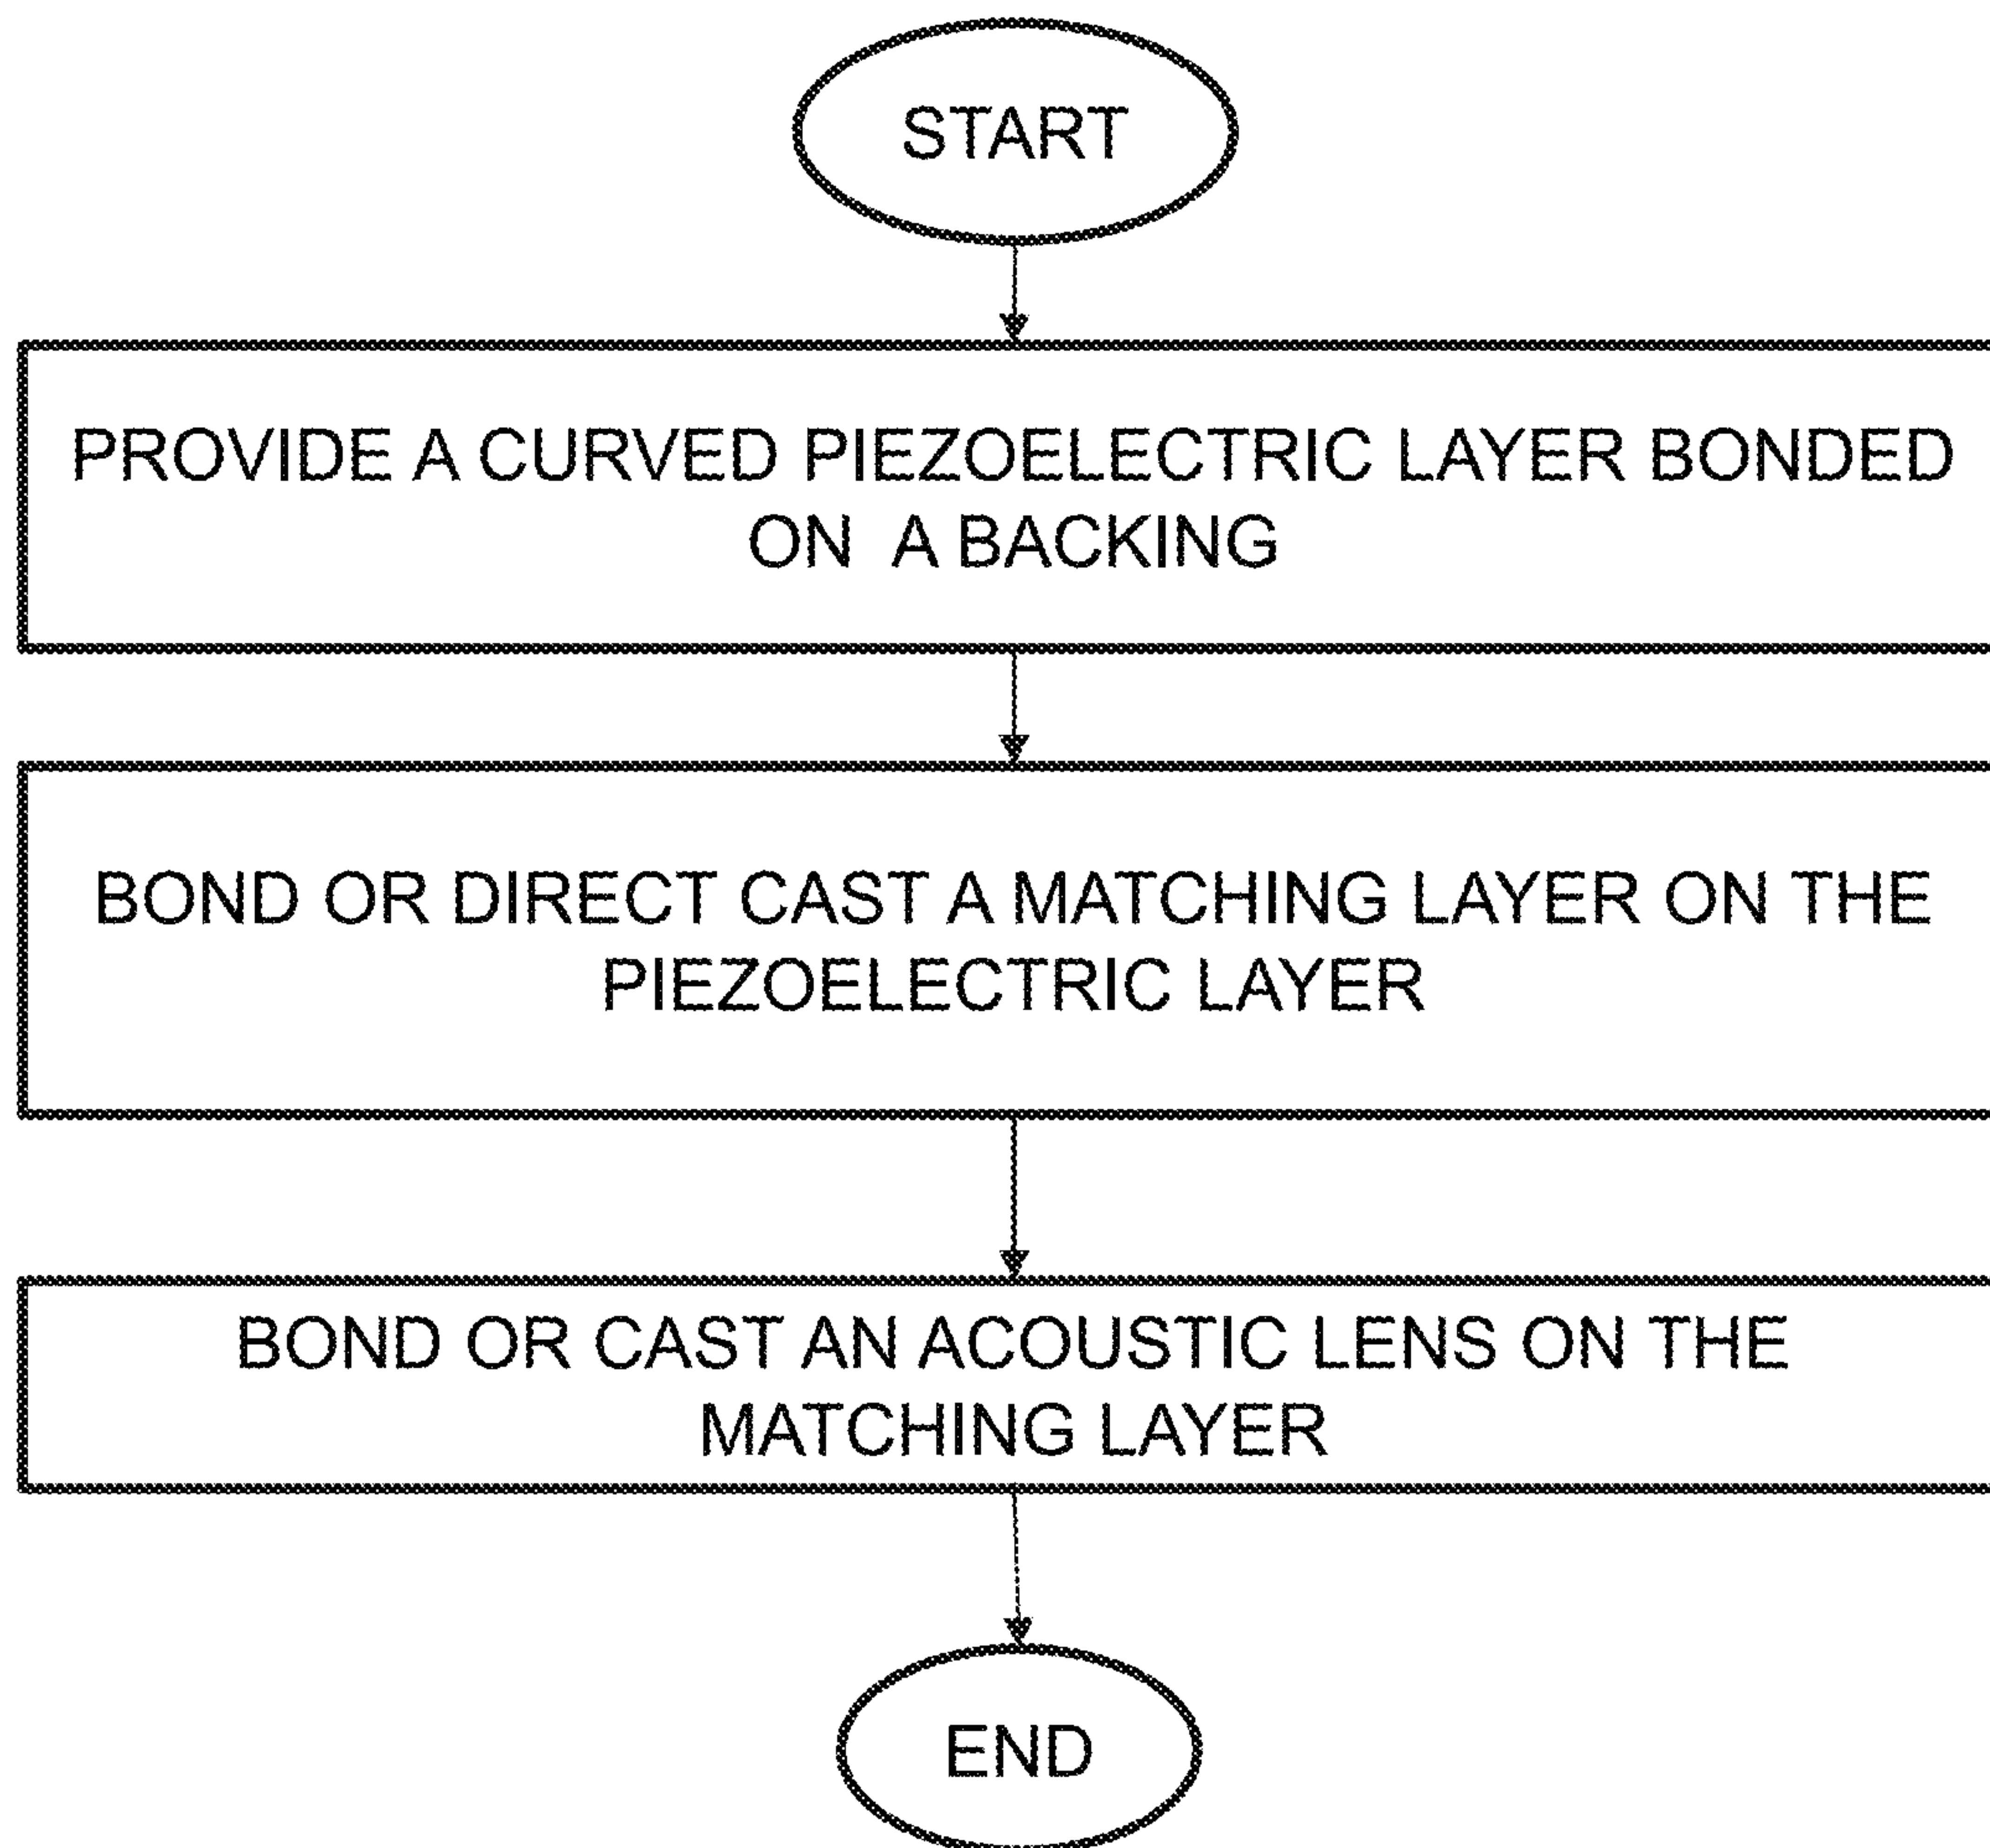 START
PROVIDE A CURVED PIEZOELECTRIC LAYER BONDED
ON A BACKING
BOND OR DIRECT CAST A MATCHING LAYER ON THE
PIEZOELECTRIC LAYER
BOND OR CAST AN ACOUSTIC LENS ON THE
MATCHING LAYER
END